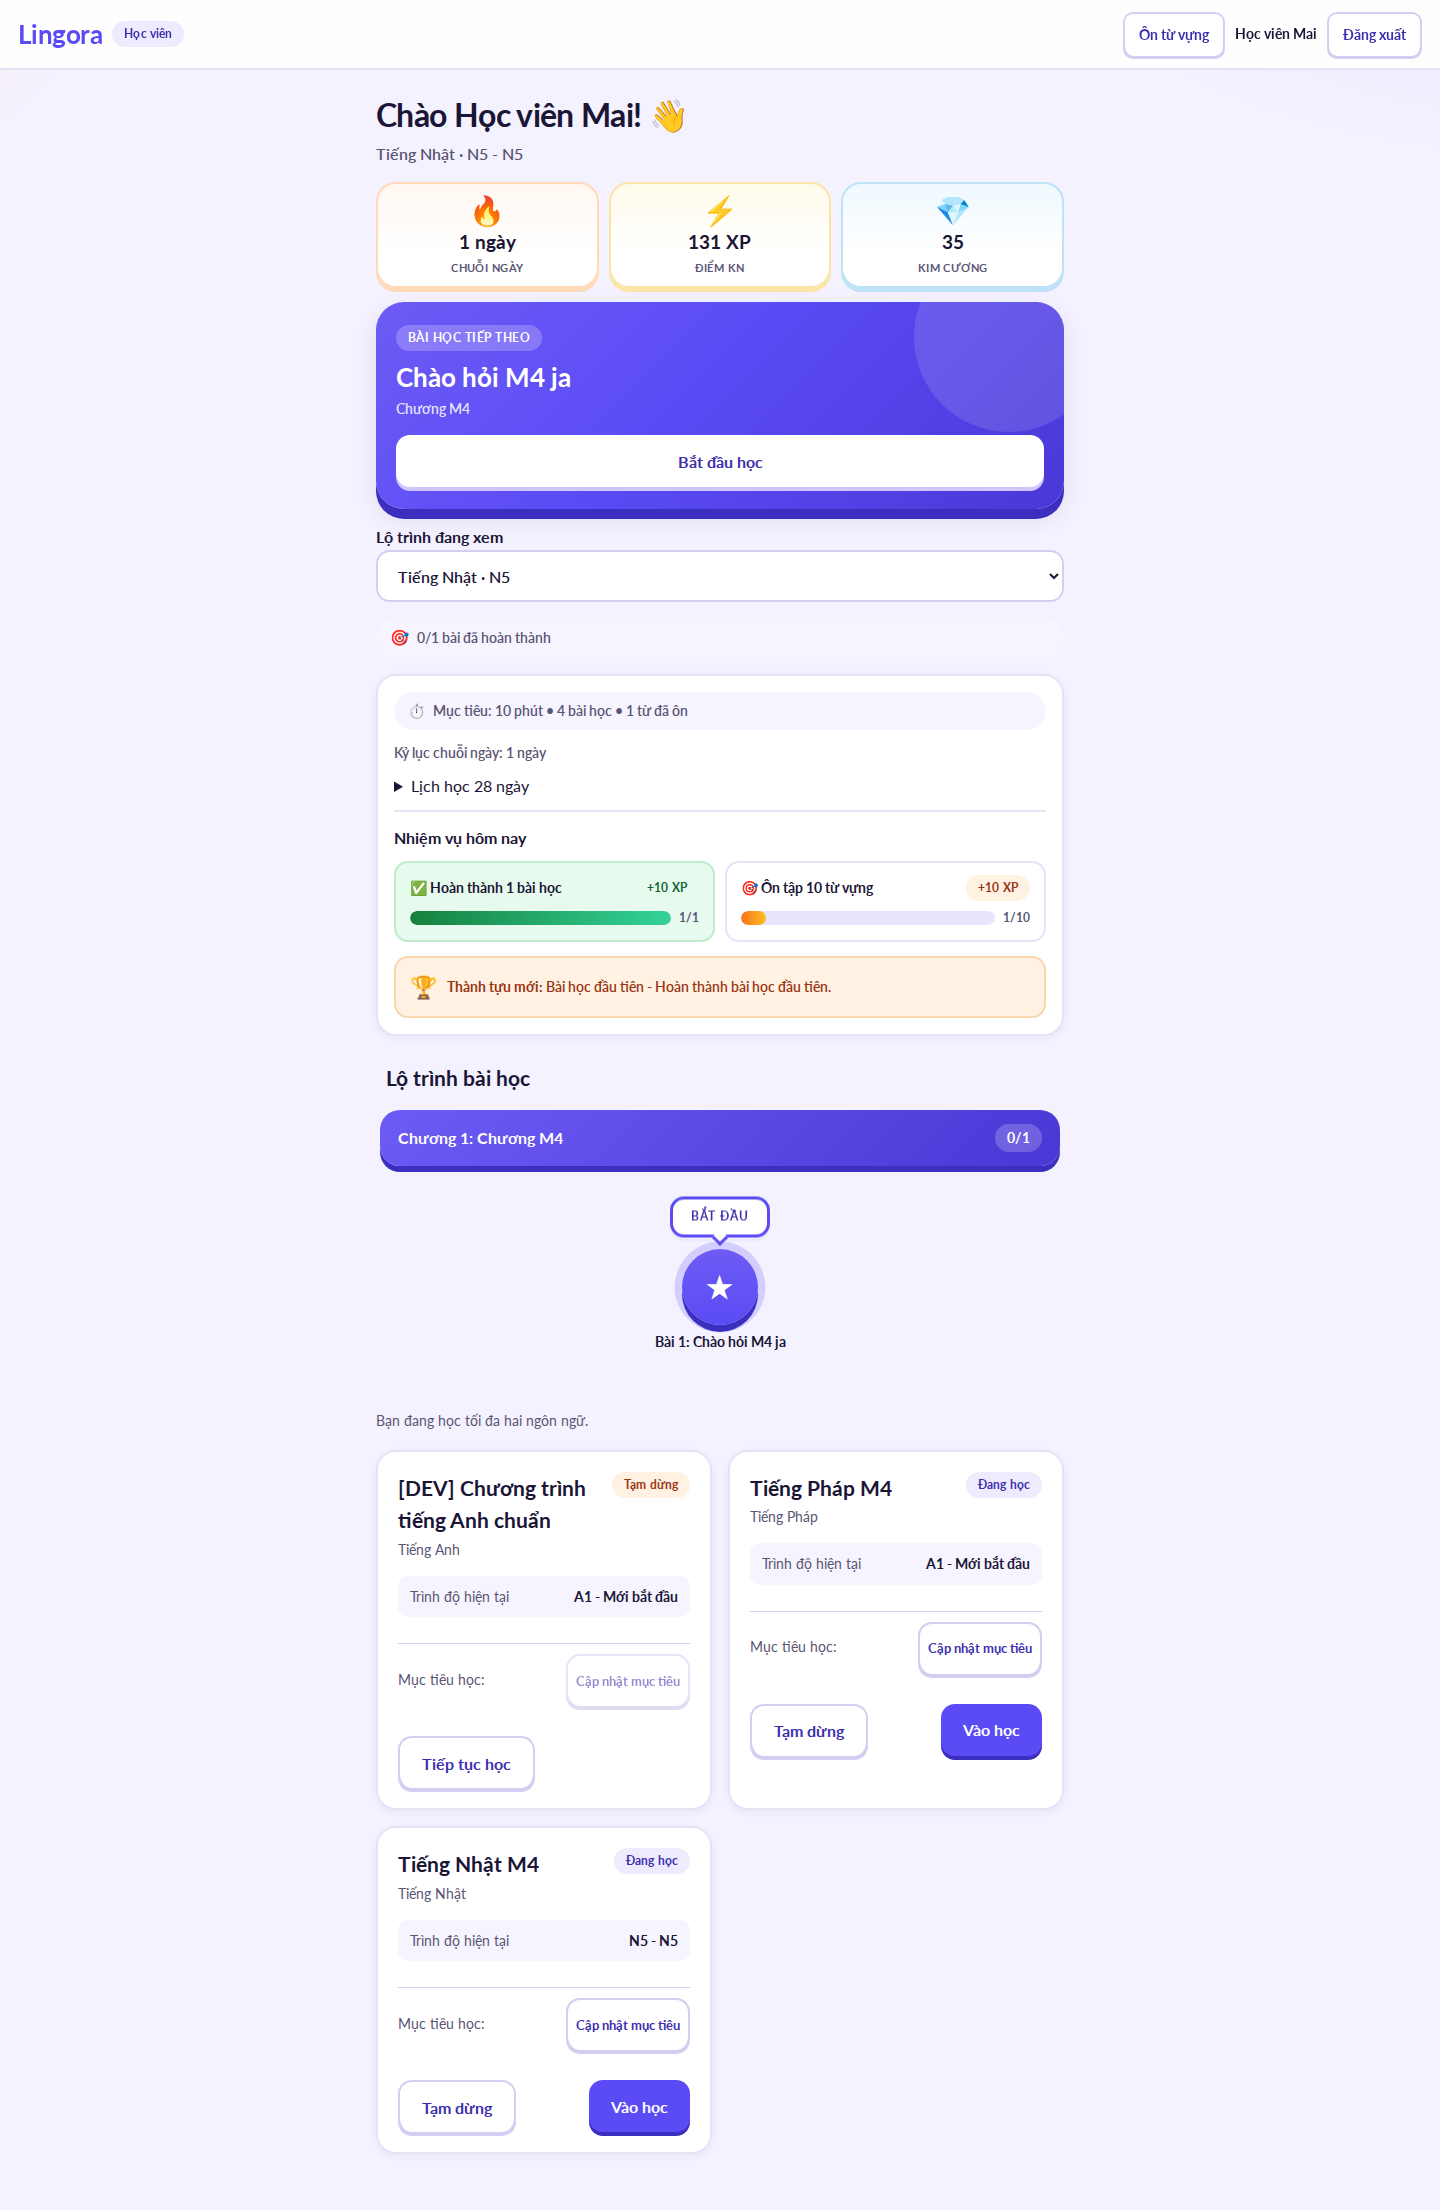 Lingora
Học viên
Ôn từ vựng
Học viên Mai
Đăng xuất
Chào Học viên Mai! 👋
Tiếng Nhật · N5 - N5
🔥
1 ngày
CHUỖI NGÀY
⚡
131 XP
ĐIỂM KN
💎
35
KIM CƯƠNG
BÀI HỌC TIẾP THEO
Chào hỏi M4 ja
Chương M4
Bắt đầu học
Lộ trình đang xem
Tiếng Nhật · N5
🎯 0/1 bài đã hoàn thành
⏱️ Mục tiêu: 10 phút • 4 bài học • 1 từ đã ôn
Kỷ lục chuỗi ngày: 1 ngày
▶ Lịch học 28 ngày
Nhiệm vụ hôm nay
✅ Hoàn thành 1 bài học
+10 XP
1/1
🎯 Ôn tập 10 từ vựng
+10 XP
1/10
🏆 Thành tựu mới: Bài học đầu tiên - Hoàn thành bài học đầu tiên.
Lộ trình bài học
Chương 1: Chương M4
0/1
BẮT ĐẦU
★
Bài 1: Chào hỏi M4 ja
Bạn đang học tối đa hai ngôn ngữ.
[DEV] Chương trình
tiếng Anh chuẩn
Tạm dừng
Tiếng Anh
Trình độ hiện tại
A1 - Mới bắt đầu
Mục tiêu học:
Cập nhật mục tiêu
Tiếp tục học
Tiếng Pháp M4
Đang học
Tiếng Pháp
Trình độ hiện tại
A1 - Mới bắt đầu
Mục tiêu học:
Cập nhật mục tiêu
Tạm dừng
Vào học
Tiếng Nhật M4
Đang học
Tiếng Nhật
Trình độ hiện tại
N5 - N5
Mục tiêu học:
Cập nhật mục tiêu
Tạm dừng
Vào học